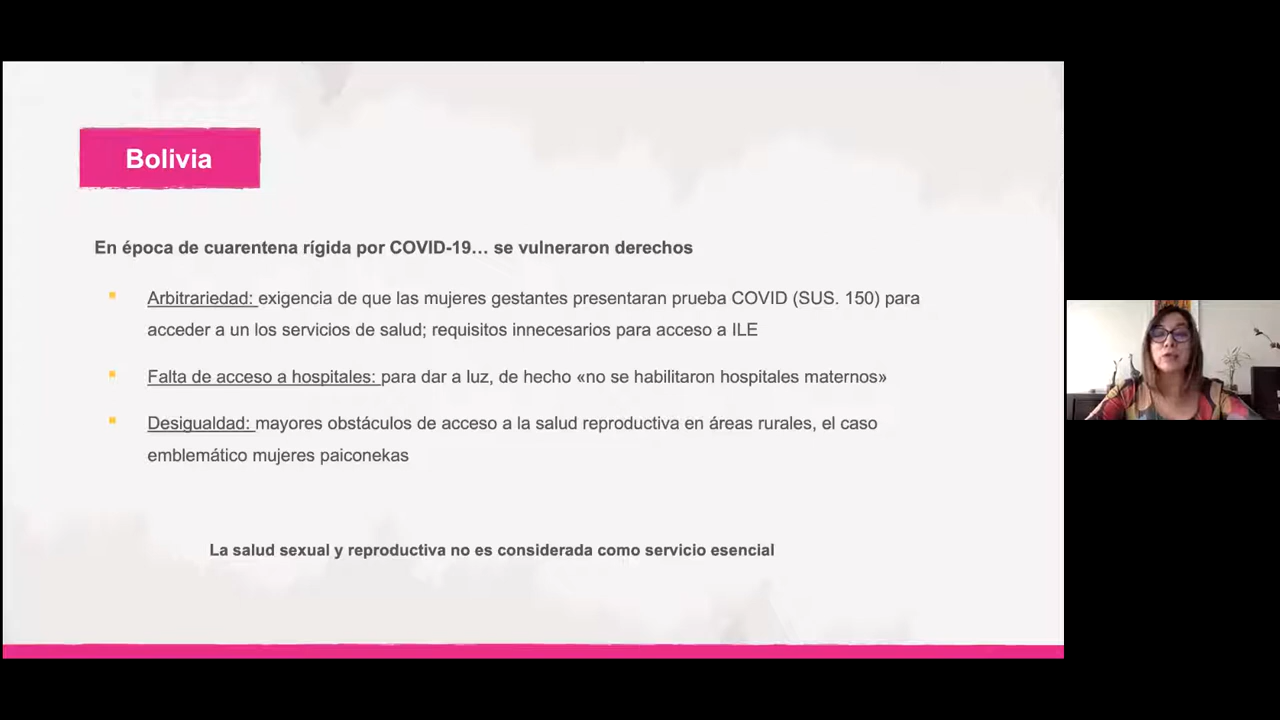 Bolivia
En época de cuarentena rígida por COVID-19… se vulneraron derechos
Arbitrariedad: exigencia de que las mujeres gestantes presentaran prueba COVID (SUS. 150) para
acceder a un los servicios de salud; requisitos innecesarios para acceso a ILE
Falta de acceso a hospitales: para dar a luz, de hecho «no se habilitaron hospitales maternos»
Desigualdad: mayores obstáculos de acceso a la salud reproductiva en áreas rurales, el caso
emblemático mujeres paiconekas
La salud sexual y reproductiva no es considerada como servicio esencial